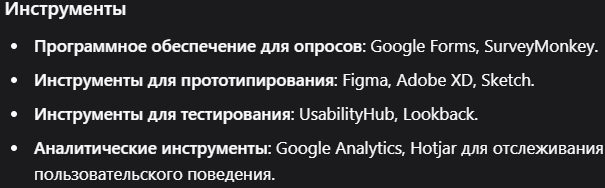 Инструменты
• Программное обеспечение для опросов: Google Forms, SurveyMonkey.
• Инструменты для прототипирования: Figma, Adobe XD, Sketch.
• Инструменты для тестирования: UsabilityHub, Lookback.
• Аналитические инструменты: Google Analytics, Hotjar для отслеживания
пользовательского поведения.